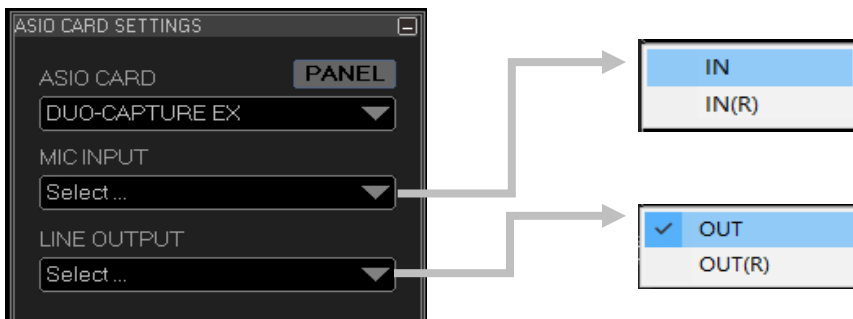 ASIO CARD SETTINGS
ASIO CARD
PANEL
DUO-CAPTURE EX
MIC INPUT
Select ...
LINE OUTPUT
Select ...
IN
IN(R)
OUT
OUT(R)